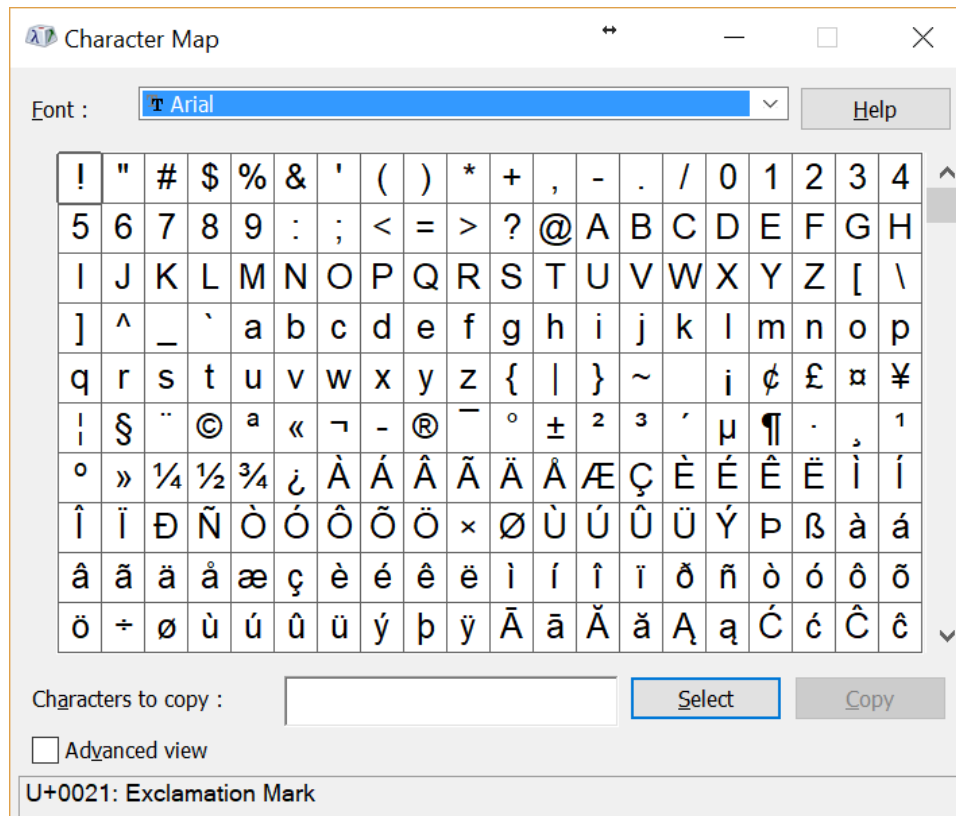 Character Map
Font :
Arial
Help
! " # $ % & ' ( ) * + , - . / 0 1 2 3 4
5 6 7 8 9 : ; < = > ? @ A B C D E F G H
I J K L M N O P Q R S T U V W X Y Z [ \
] ^ _ ` a b c d e f g h i j k l m n o p
q r s t u v w x y z { | } ~   ¡ ¢ £ ¤ ¥
¦ § ¨ © ª « ¬ - ® ¯ ° ± ² ³ ´ µ ¶ · ¸ ¹
º » ¼ ½ ¾ ¿ À Á Â Ã Ä Å Æ Ç È É Ê Ë Ì Í
Î Ï Ð Ñ Ò Ó Ô Õ Ö × Ø Ù Ú Û Ü Ý Þ ß à á
â ã ä å æ ç è é ê ë ì í î ï ð ñ ò ó ô õ
ö ÷ ø ù ú û ü ý þ ÿ Ā ā Ă ă Ą ą Ć ć Ĉ ĉ
Characters to copy :
Select
Copy
Advanced view
U+0021: Exclamation Mark